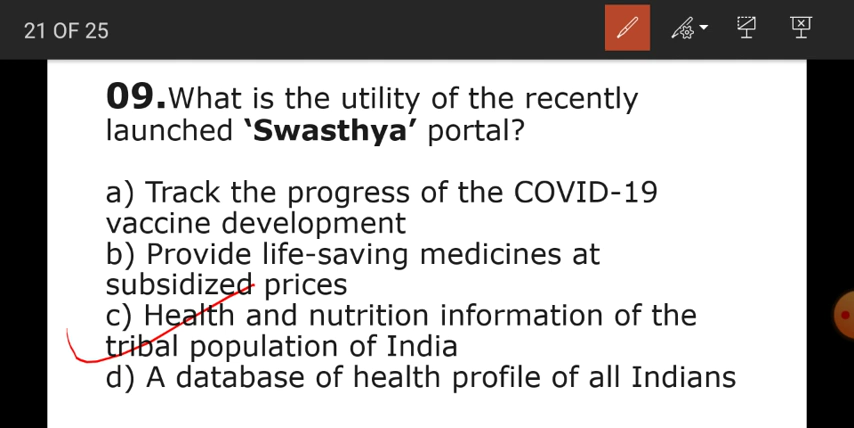 21 OF 25
09.What is the utility of the recently
launched ‘Swasthya’ portal?
a) Track the progress of the COVID-19
vaccine development
b) Provide life-saving medicines at
subsidized prices
c) Health and nutrition information of the
tribal population of India
d) A database of health profile of all Indians